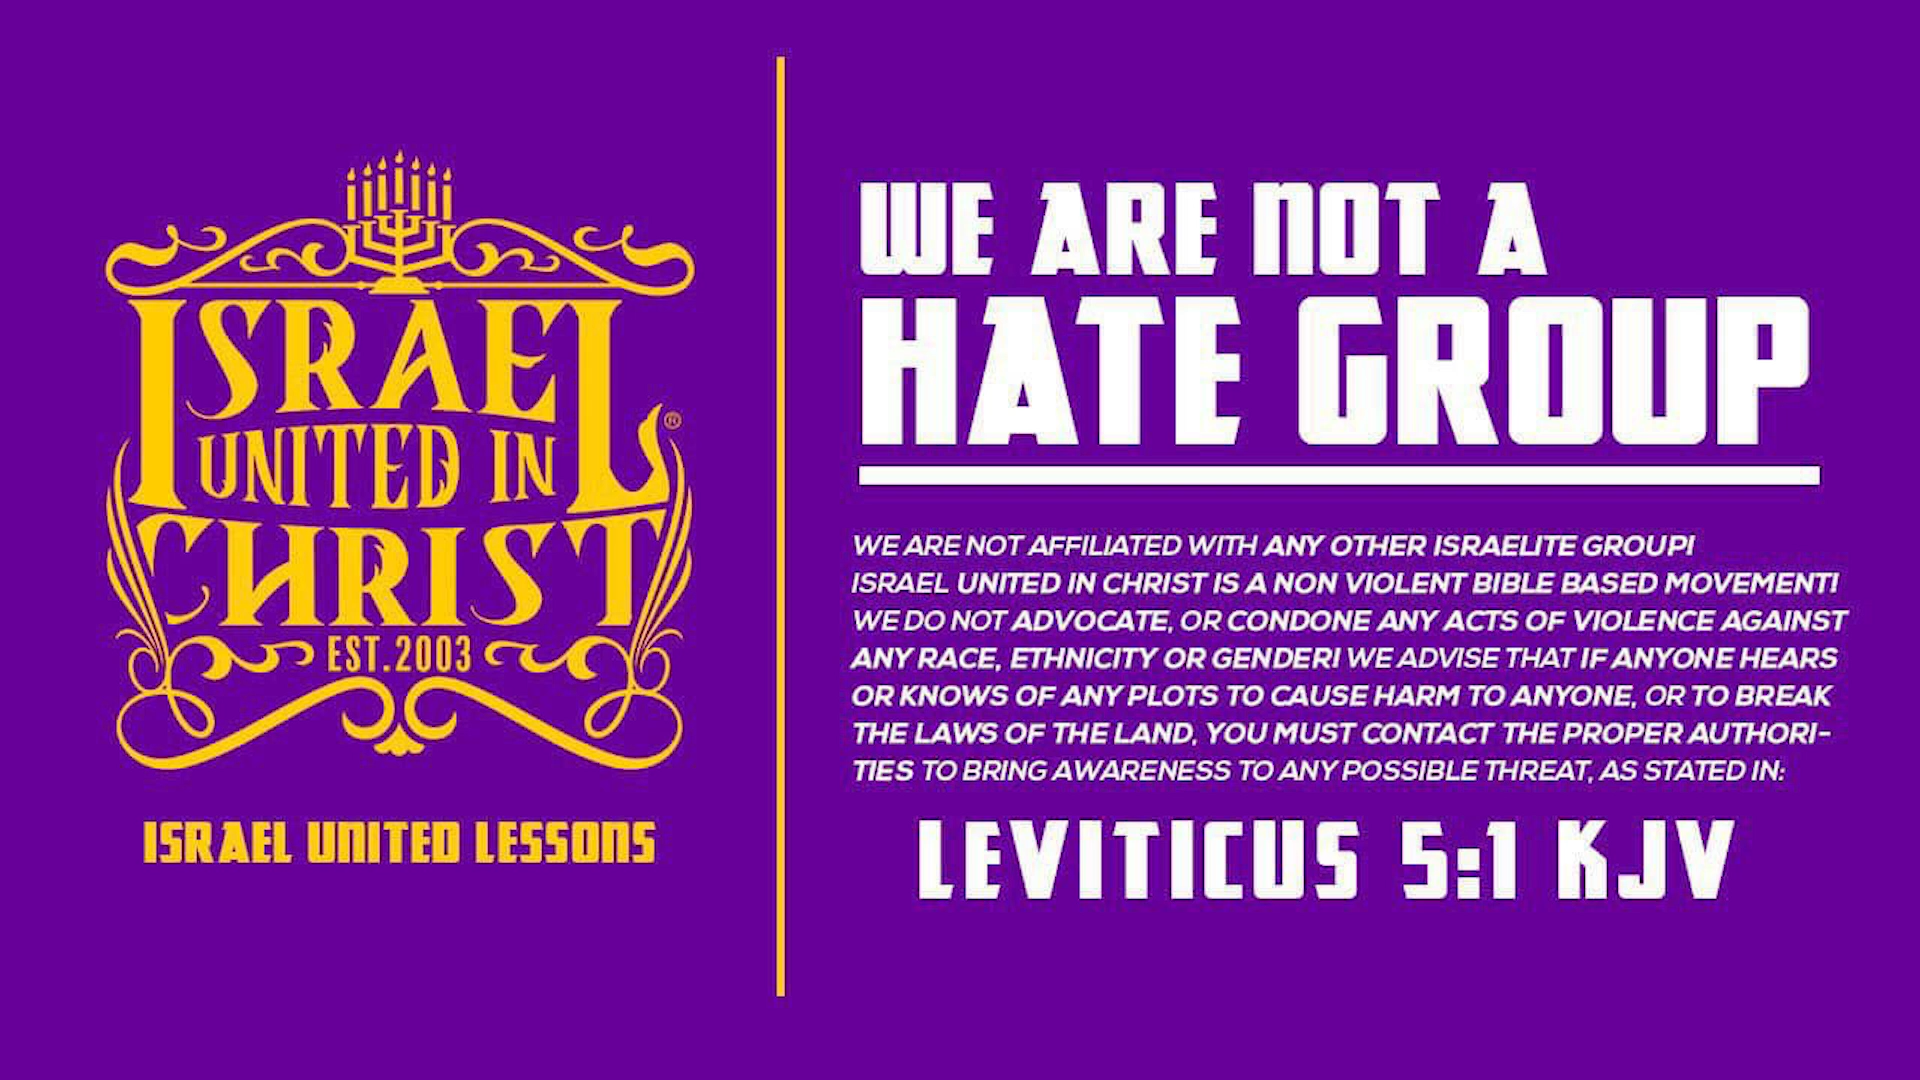 ISRAEL
UNITED IN
CHRIST
®
EST.2003
ISRAEL UNITED LESSONS
WE ARE NOT A
HATE GROUP
WE ARE NOT AFFILIATED WITH ANY OTHER ISRAELITE GROUP!
ISRAEL UNITED IN CHRIST IS A NON VIOLENT BIBLE BASED MOVEMENT!
WE DO NOT ADVOCATE, OR CONDONE ANY ACTS OF VIOLENCE AGAINST
ANY RACE, ETHNICITY OR GENDER! WE ADVISE THAT IF ANYONE HEARS
OR KNOWS OF ANY PLOTS TO CAUSE HARM TO ANYONE, OR TO BREAK
THE LAWS OF THE LAND, YOU MUST CONTACT THE PROPER AUTHORI-
TIES TO BRING AWARENESS TO ANY POSSIBLE THREAT, AS STATED IN:
LEVITICUS 5:1 KJV